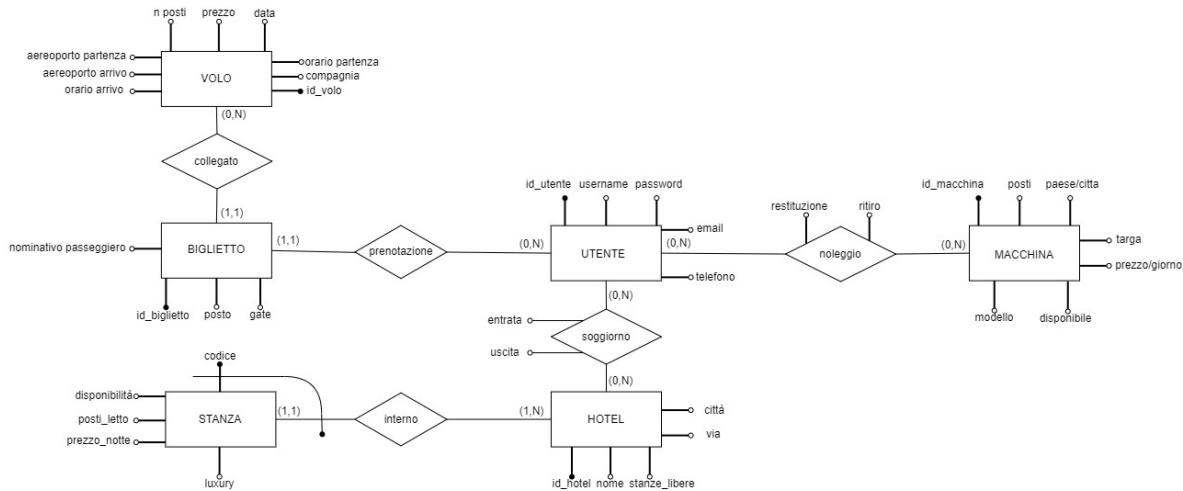 n posti prezzo data
aereoporto partenza
aereoporto arrivo
orario arrivo
VOLO
orario partenza
compagnia
id_volo
(0,N)
collegato
(1,1)
nominativo passeggiero
BIGLIETTO
(1,1)
id_biglietto posto gate
prenotazione
id_utente username password
(0,N)
UTENTE
email
(0,N)
telefono
(0,N)
restituzione ritiro
noleggio
id_macchina posti paese/citta
(0,N)
MACCHINA
targa
prezzo/giorno
modello disponibile
entrata
uscita
soggiorno
(0,N)
codice
disponibilità
posti_letto
prezzo_notte
STANZA
(1,1)
luxury
interno
(1,N)
HOTEL
città
via
id_hotel nome stanze_libere